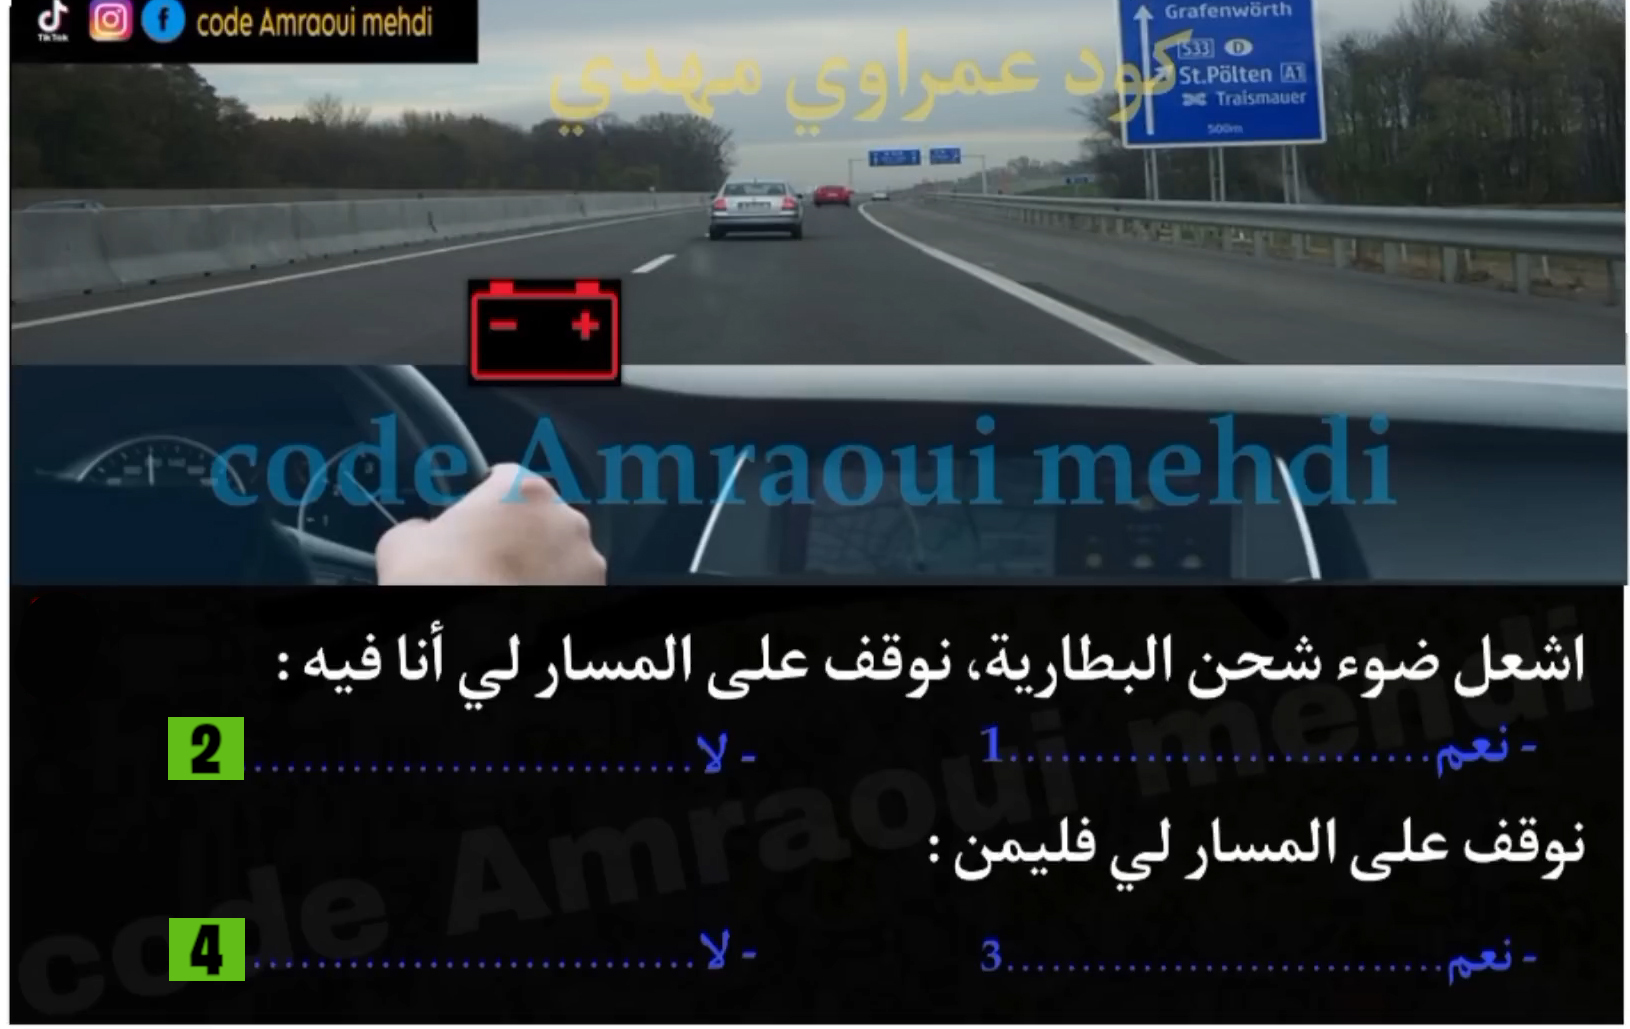 TikTok
code Amraoui mehdi
Grafenwörth
S33 D
St.Pölten A1
Traismauer
500m
كود عمراوي مهدي
- +
code Amraoui mehdi
اشعل ضوء شحن البطارية، نوقف على المسار لي أنا فيه :
- نعم..........................1 - لا..........................2
نوقف على المسار لي فليمن :
- نعم..........................3 - لا..........................4
code Amraoui mehdi